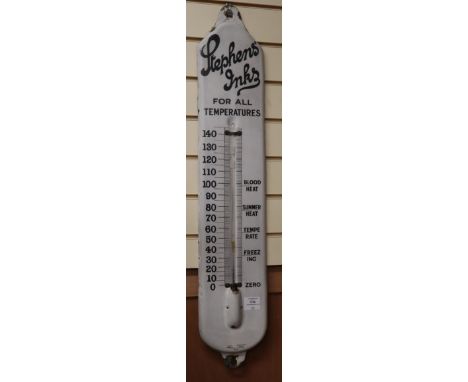 Stephens
Inks
FOR ALL
TEMPERATURES
140
130
120
110
100
90
80
70
60
50
40
30
20
10
0
BLOOD
HEAT
SUMMER
HEAT
TEMPE
RATE
FREEZ
ING
ZERO